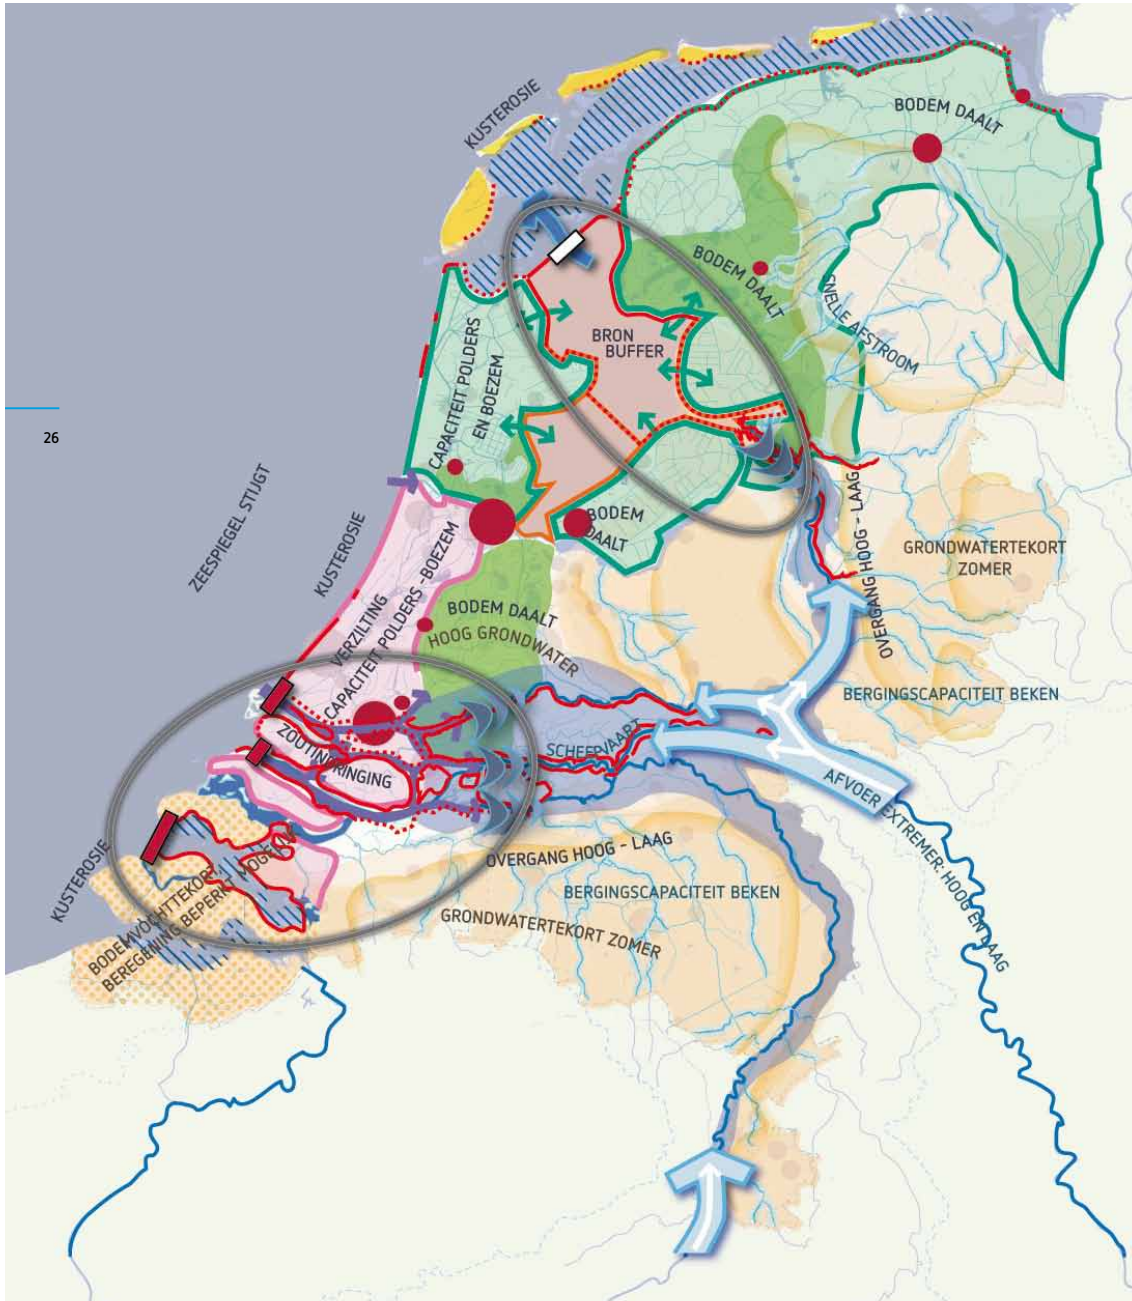 KUSTEROSIE
BODEM DAALT
BODEM DAALT
SNELLE AFSTROOM
BRON
BUFFER
CAPACITEIT POLDERS
EN BOEZEM
26
ZEESPIEGEL STIJGT
KUSTEROSIE
BODEM
DAALT
OVERGANG HOOG - LAAG
GRONDWATERTEKORT
ZOMER
VERZILTING
CAPACITEIT POLDERS -BOEZEM
BODEM DAALT
HOOG GRONDWATER
BERGINGSCAPACITEIT BEKEN
SCHEEPVAART
ZOUTINDRINGING
AFVOER EXTREMER: HOOG EN LAAG
KUSTEROSIE
BODEMVOCHTTEKORT,
BEREGENING BEPERKT MOGELIJK
OVERGANG HOOG - LAAG
BERGINGSCAPACITEIT BEKEN
GRONDWATERTEKORT ZOMER